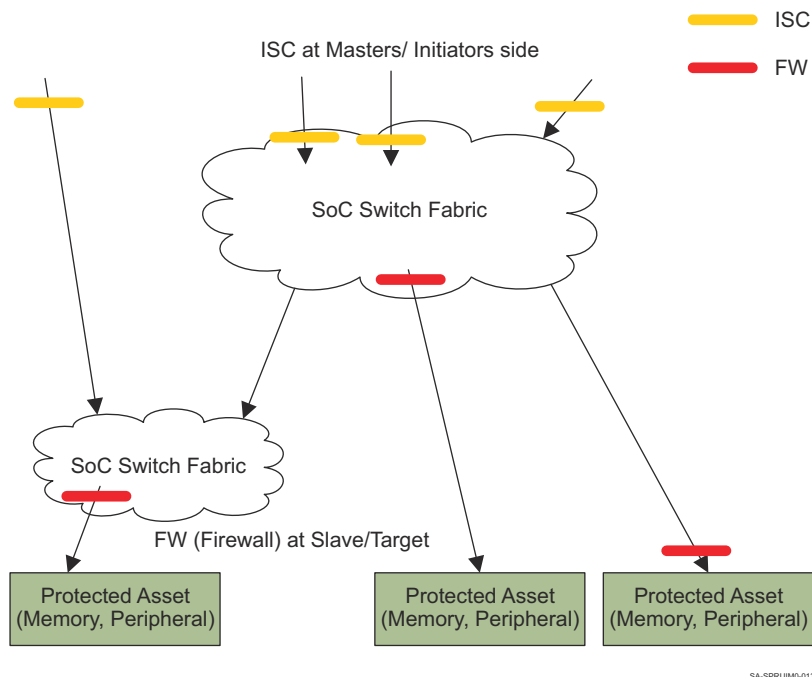 ISC
FW
ISC at Masters/ Initiators side
SoC Switch Fabric
SoC Switch Fabric
FW (Firewall) at Slave/Target
Protected Asset
(Memory, Peripheral)
Protected Asset
(Memory, Peripheral)
Protected Asset
(Memory, Peripheral)